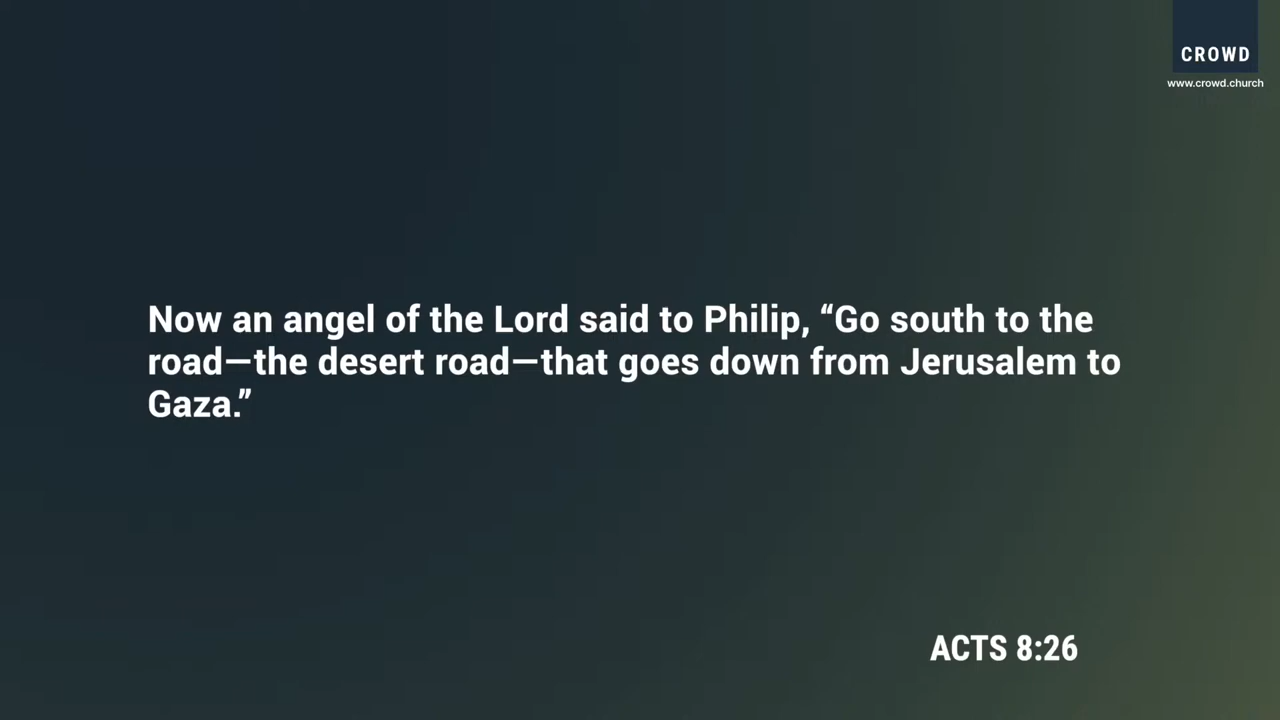 CROWD
www.crowd.church
Now an angel of the Lord said to Philip, “Go south to the
road—the desert road—that goes down from Jerusalem to
Gaza.”
ACTS 8:26